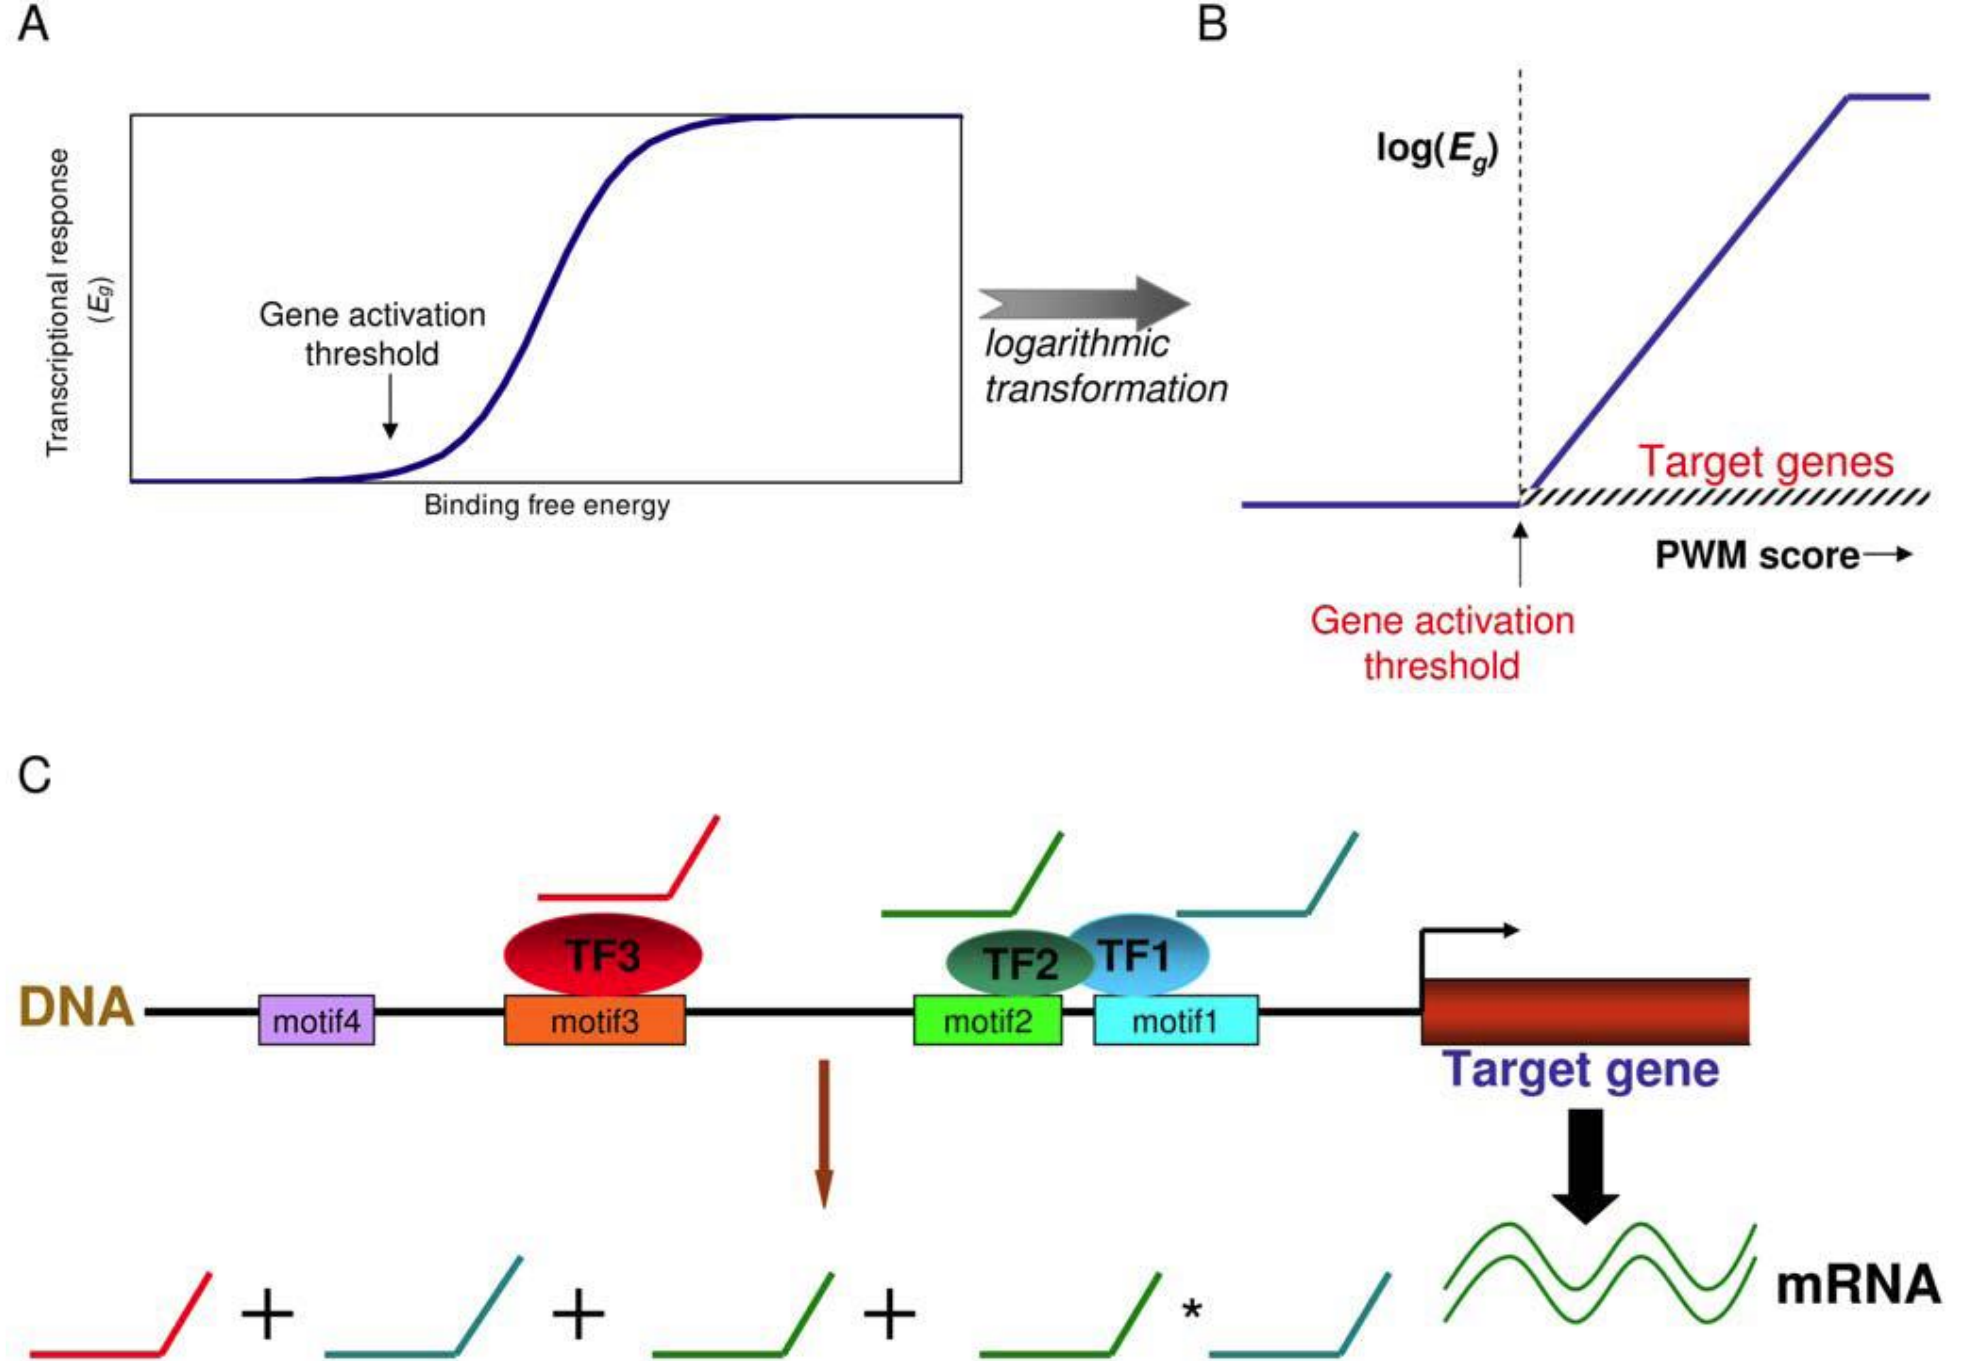 A
B
Transcriptional response
(Eg)
Gene activation
threshold
Binding free energy
logarithmic
transformation
log(Eg)
Target genes
PWM score
Gene activation
threshold
C
TF3
TF2
TF1
DNA
motif4
motif3
motif2
motif1
Target gene
+
+
+
*
mRNA